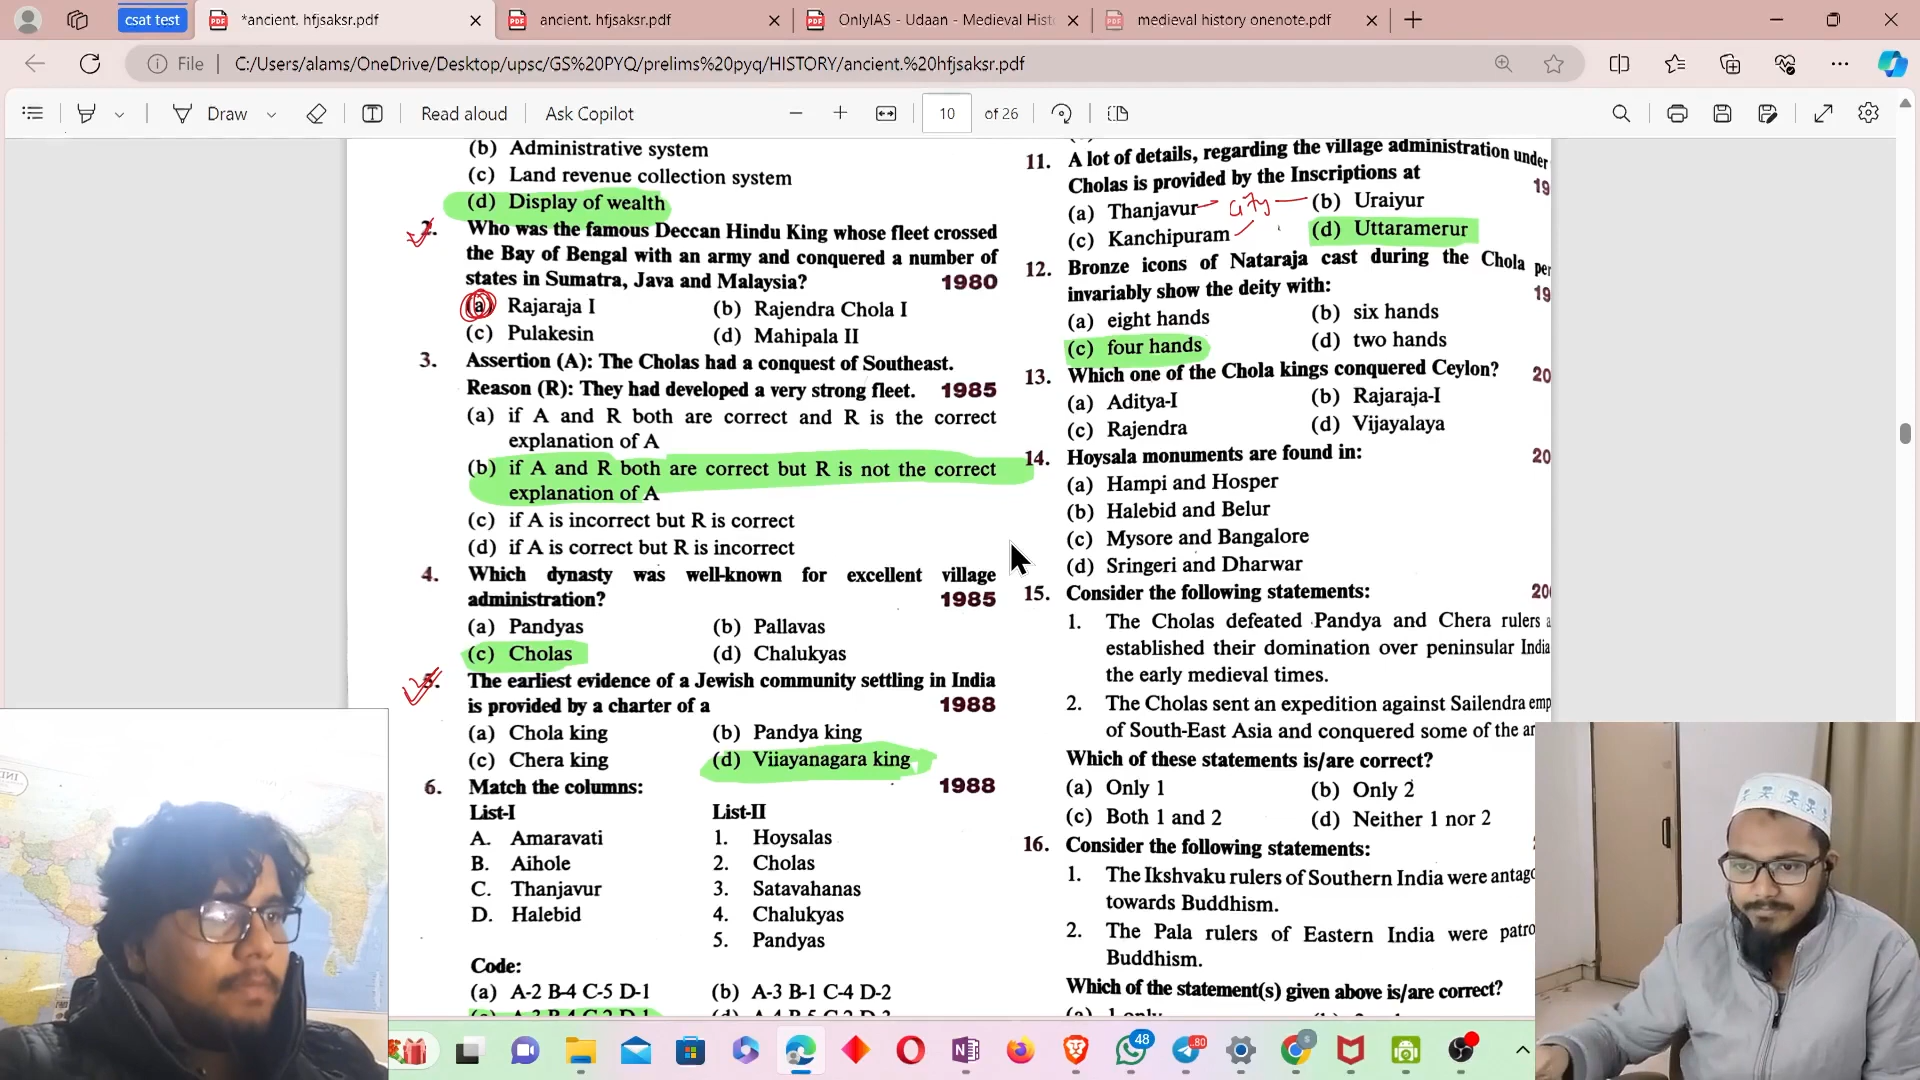 csat test
*ancient. hfjsaksr.pdf
ancient. hfjsaksr.pdf
OnlyIAS - Udaan - Medieval Hist
medieval history onenote.pdf
File
C:/Users/alams/OneDrive/Desktop/upsc/GS%20PYQ/prelims%20pyq/HISTORY/ancient.%20hfjsaksr.pdf
Draw
Read aloud
Ask Copilot
10 of 26
(b) Administrative system
(c) Land revenue collection system
(d) Display of wealth
2. Who was the famous Deccan Hindu King whose fleet crossed
the Bay of Bengal with an army and conquered a number of
states in Sumatra, Java and Malaysia? 1980
(a) Rajaraja I (b) Rajendra Chola I
(c) Pulakesin (d) Mahipala II
3. Assertion (A): The Cholas had a conquest of Southeast.
Reason (R): They had developed a very strong fleet. 1985
(a) if A and R both are correct and R is the correct
explanation of A
(b) if A and R both are correct but R is not the correct
explanation of A
(c) if A is incorrect but R is correct
(d) if A is correct but R is incorrect
4. Which dynasty was well-known for excellent village
administration? 1985
(a) Pandyas (b) Pallavas
(c) Cholas (d) Chalukyas
5. The earliest evidence of a Jewish community settling in India
is provided by a charter of a 1988
(a) Chola king (b) Pandya king
(c) Chera king (d) Vijayanagara king
6. Match the columns: 1988
List-I List-II
A. Amaravati 1. Hoysalas
B. Aihole 2. Cholas
C. Thanjavur 3. Satavahanas
D. Halebid 4. Chalukyas
5. Pandyas
Code:
(a) A-2 B-4 C-5 D-1 (b) A-3 B-1 C-4 D-2
11. A lot of details, regarding the village administration under
Cholas is provided by the Inscriptions at 19
(a) Thanjavur city (b) Uraiyur
(c) Kanchipuram (d) Uttaramerur
12. Bronze icons of Nataraja cast during the Chola per
invariably show the deity with: 19
(a) eight hands (b) six hands
(c) four hands (d) two hands
13. Which one of the Chola kings conquered Ceylon? 20
(a) Aditya-I (b) Rajaraja-I
(c) Rajendra (d) Vijayalaya
14. Hoysala monuments are found in: 20
(a) Hampi and Hosper
(b) Halebid and Belur
(c) Mysore and Bangalore
(d) Sringeri and Dharwar
15. Consider the following statements: 200
1. The Cholas defeated Pandya and Chera rulers a
established their domination over peninsular India
the early medieval times.
2. The Cholas sent an expedition against Sailendra emp
of South-East Asia and conquered some of the ar
Which of these statements is/are correct?
(a) Only 1 (b) Only 2
(c) Both 1 and 2 (d) Neither 1 nor 2
16. Consider the following statements:
1. The Ikshvaku rulers of Southern India were antago
towards Buddhism.
2. The Pala rulers of Eastern India were patro
Buddhism.
Which of the statement(s) given above is/are correct?
48
80